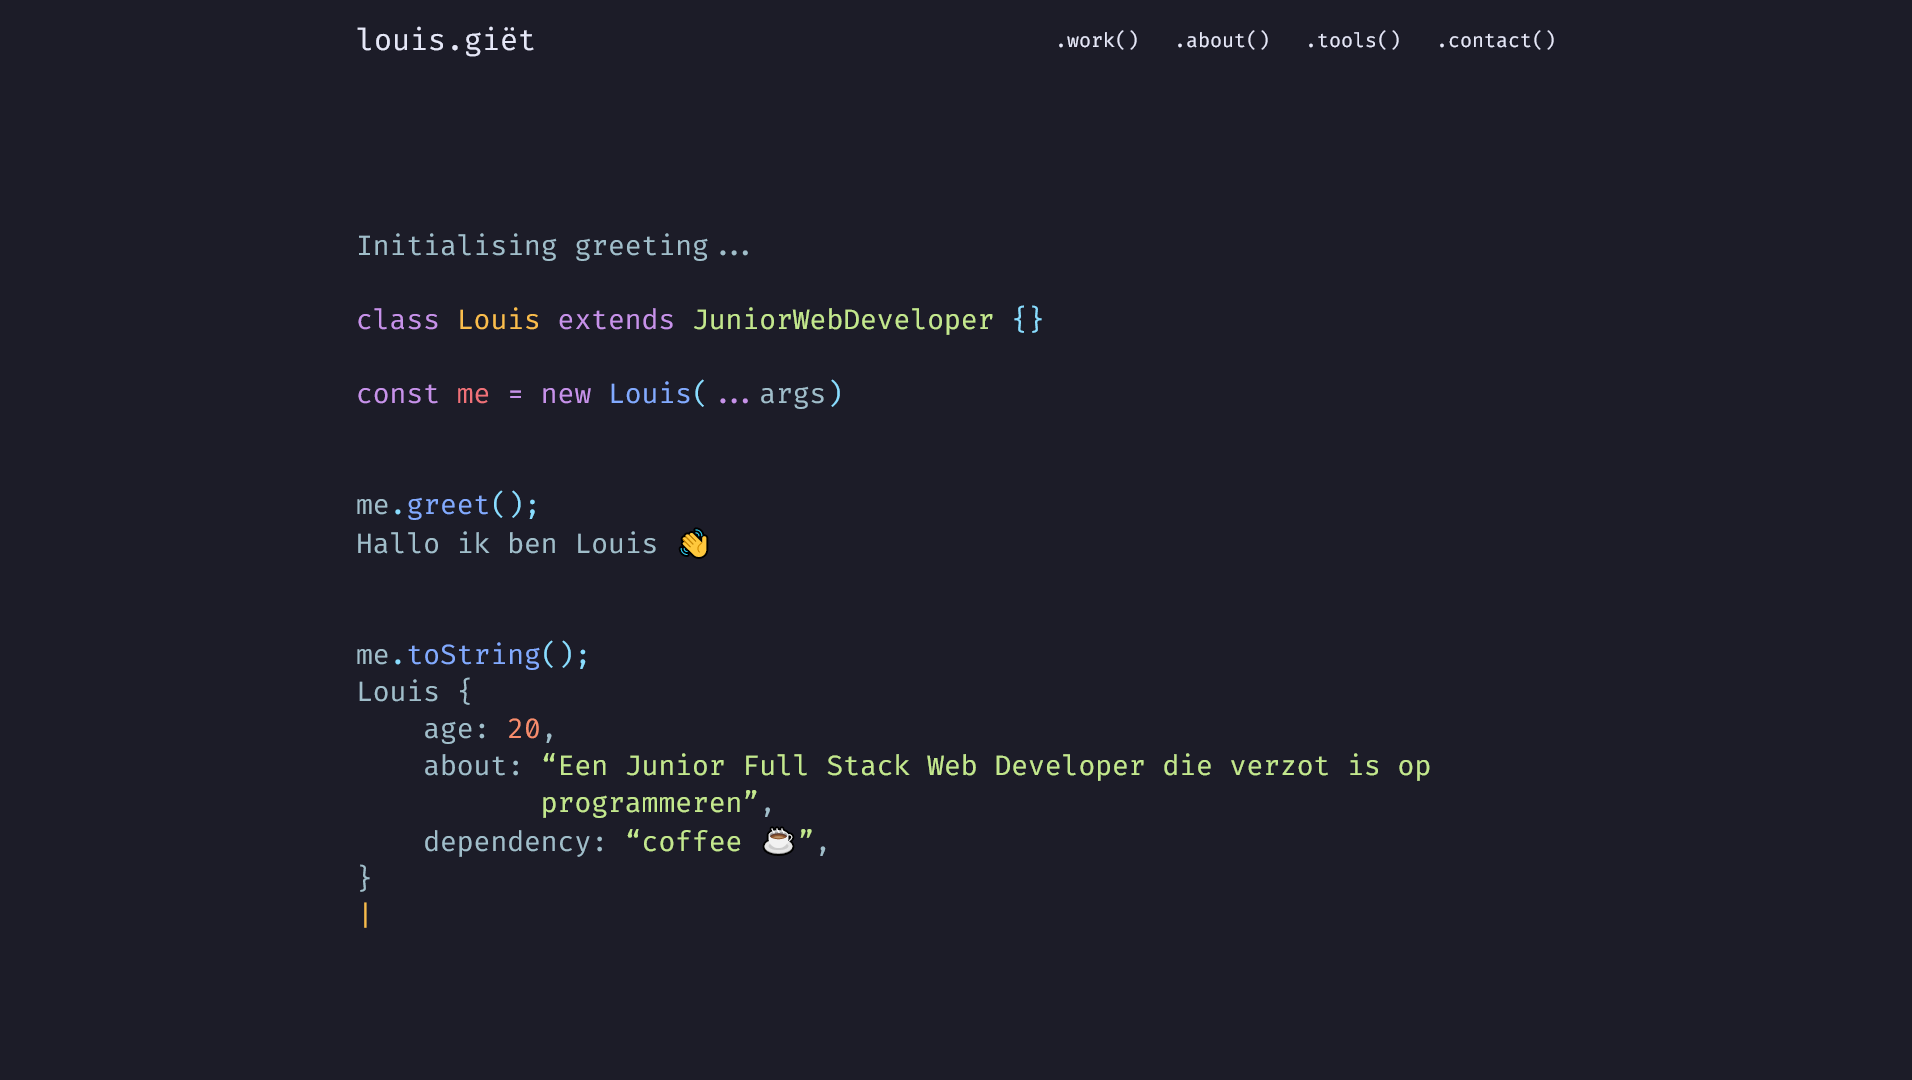 louis.giët
.work() .about() .tools() .contact()
Initialising greeting...
class Louis extends JuniorWebDeveloper {}
const me = new Louis(...args)
me.greet();
Hallo ik ben Louis 👋
me.toString();
Louis {
age: 20,
about: “Een Junior Full Stack Web Developer die verzot is op
programmeren”,
dependency: “coffee ☕”,
}
|